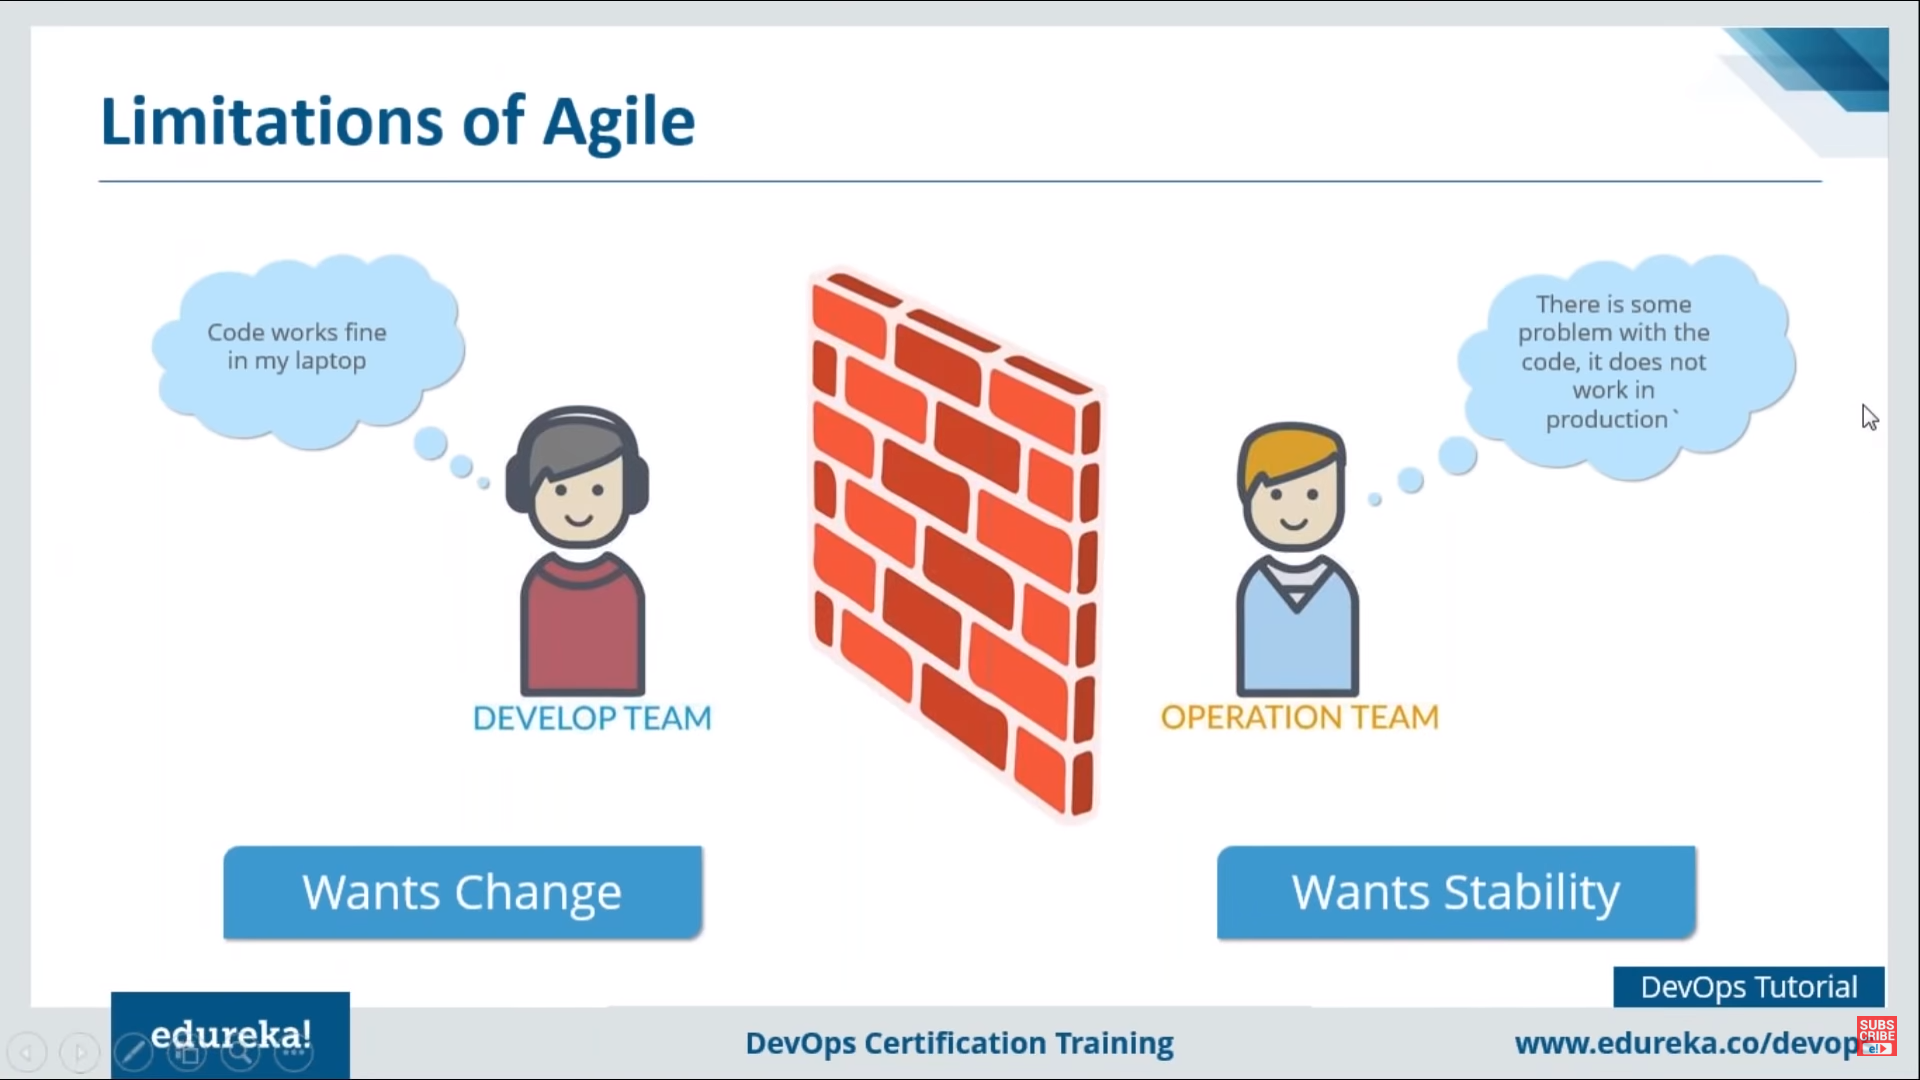 Limitations of Agile
Code works fine
in my laptop
There is some
problem with the
code, it does not
work in
production`
DEVELOP TEAM
OPERATION TEAM
Wants Change
Wants Stability
DevOps Tutorial
edureka!
DevOps Certification Training
www.edureka.co/devop
SUBS
CRIBE
e!